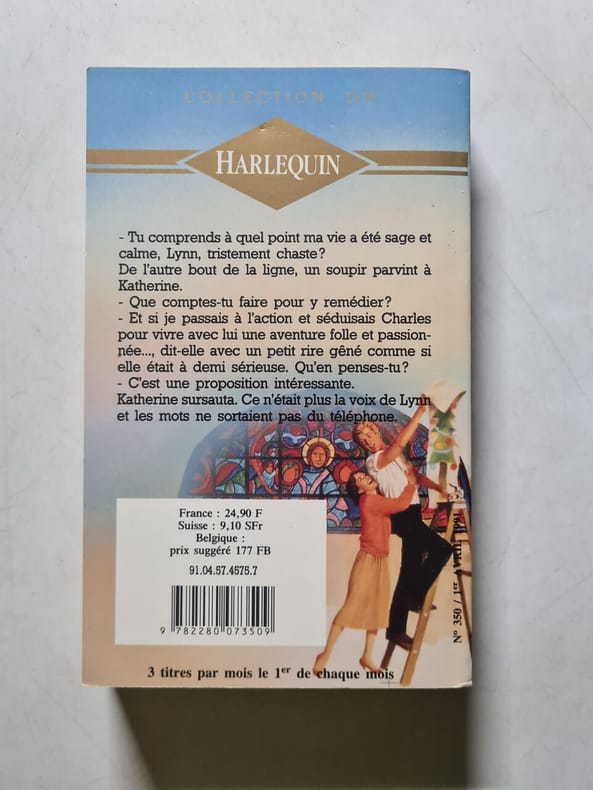 COLLECTION OR
HARLEQUIN
- Tu comprends à quel point ma vie a été sage et
calme, Lynn, tristement chaste?
De l'autre bout de la ligne, un soupir parvint à
Katherine.
- Que comptes-tu faire pour y remédier?
- Et si je passais à l'action et séduisais Charles
pour vivre avec lui une aventure folle et passion-
née..., dit-elle avec un petit rire gêné comme si
elle était à demi sérieuse. Qu'en penses-tu?
- C'est une proposition intéressante.
Katherine sursauta. Ce n'était plus la voix de Lynn
et les mots ne sortaient pas du téléphone.
France : 24,90 F
Suisse : 9,10 SFr
Belgique :
prix suggéré 177 FB
91.04.57.4575.7
9 782280 073509
N° 350 / 1er AVRIL 1991
3 titres par mois le 1er de chaque mois